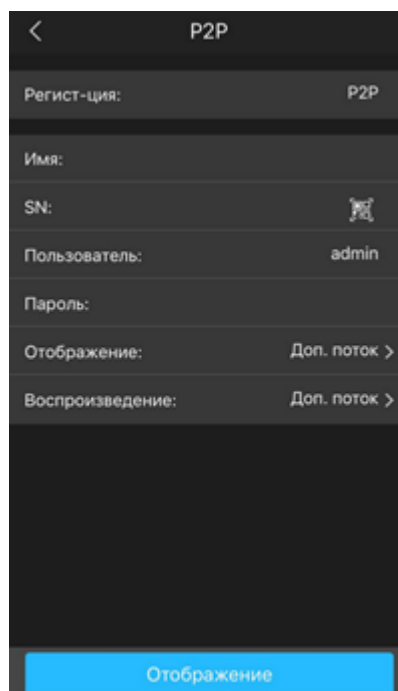 P2P
Регист-ция: P2P
Имя:
SN:
Пользователь: admin
Пароль:
Отображение: Доп. поток
Воспроизведение: Доп. поток
Отображение